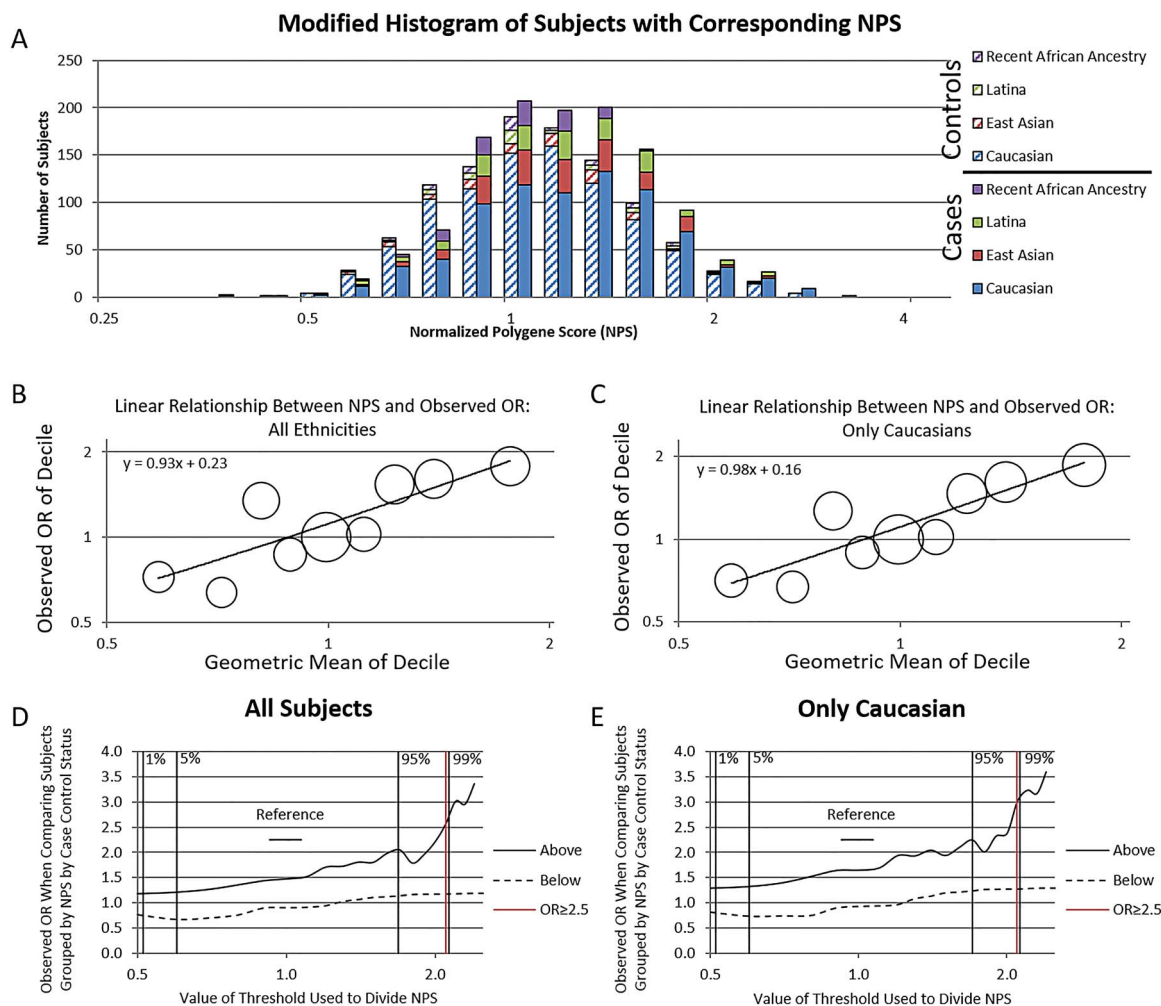 Modified Histogram of Subjects with Corresponding NPS
A
250
200
150
100
50
0
Number of Subjects
0.25
0.5
1
2
4
Normalized Polygene Score (NPS)
Controls
Recent African Ancestry
Latina
East Asian
Caucasian
Cases
Recent African Ancestry
Latina
East Asian
Caucasian
B
Linear Relationship Between NPS and Observed OR:
All Ethnicities
y = 0.93x + 0.23
Observed OR of Decile
2
1
0.5
0.5
1
2
Geometric Mean of Decile
C
Linear Relationship Between NPS and Observed OR:
Only Caucasians
y = 0.98x + 0.16
Observed OR of Decile
2
1
0.5
0.5
1
2
Geometric Mean of Decile
D
All Subjects
Observed OR When Comparing Subjects
Grouped by NPS by Case Control Status
4.0
3.5
3.0
2.5
2.0
1.5
1.0
0.5
0.0
1%
5%
95%
99%
Reference
Above
Below
OR≥2.5
0.5
1.0
2.0
Value of Threshold Used to Divide NPS
E
Only Caucasian
Observed OR When Comparing Subjects
Grouped by NPS by Case Control Status
4.0
3.5
3.0
2.5
2.0
1.5
1.0
0.5
0.0
1%
5%
95%
99%
Reference
Above
Below
OR≥2.5
0.5
1.0
2.0
Value of Threshold Used to Divide NPS